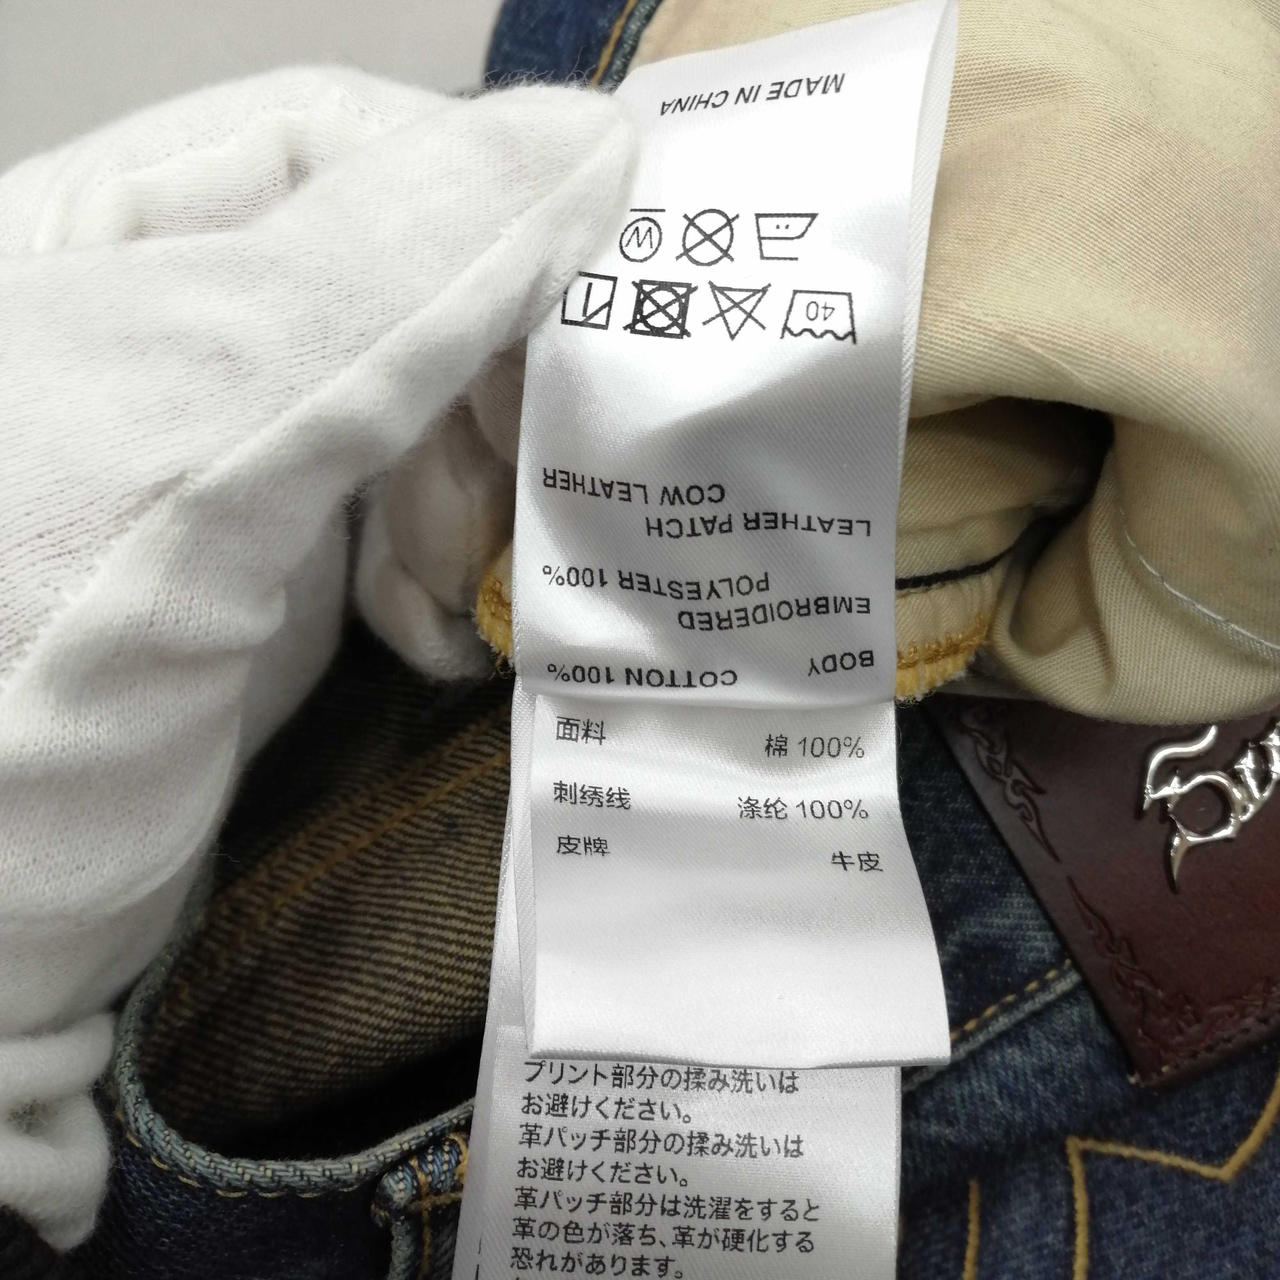 BODY COTTON 100%
EMBROIDERED
POLYESTER 100%
LEATHER PATCH
COW LEATHER
40
W
MADE IN CHINA
面料 棉 100%
刺绣线 涤纶 100%
皮牌 牛皮
プリント部分の揉み洗いは
お避けください。
革パッチ部分の揉み洗いは
お避けください。
革パッチ部分は洗濯をすると
革の色が落ち、革が硬化する
恐れがあります。